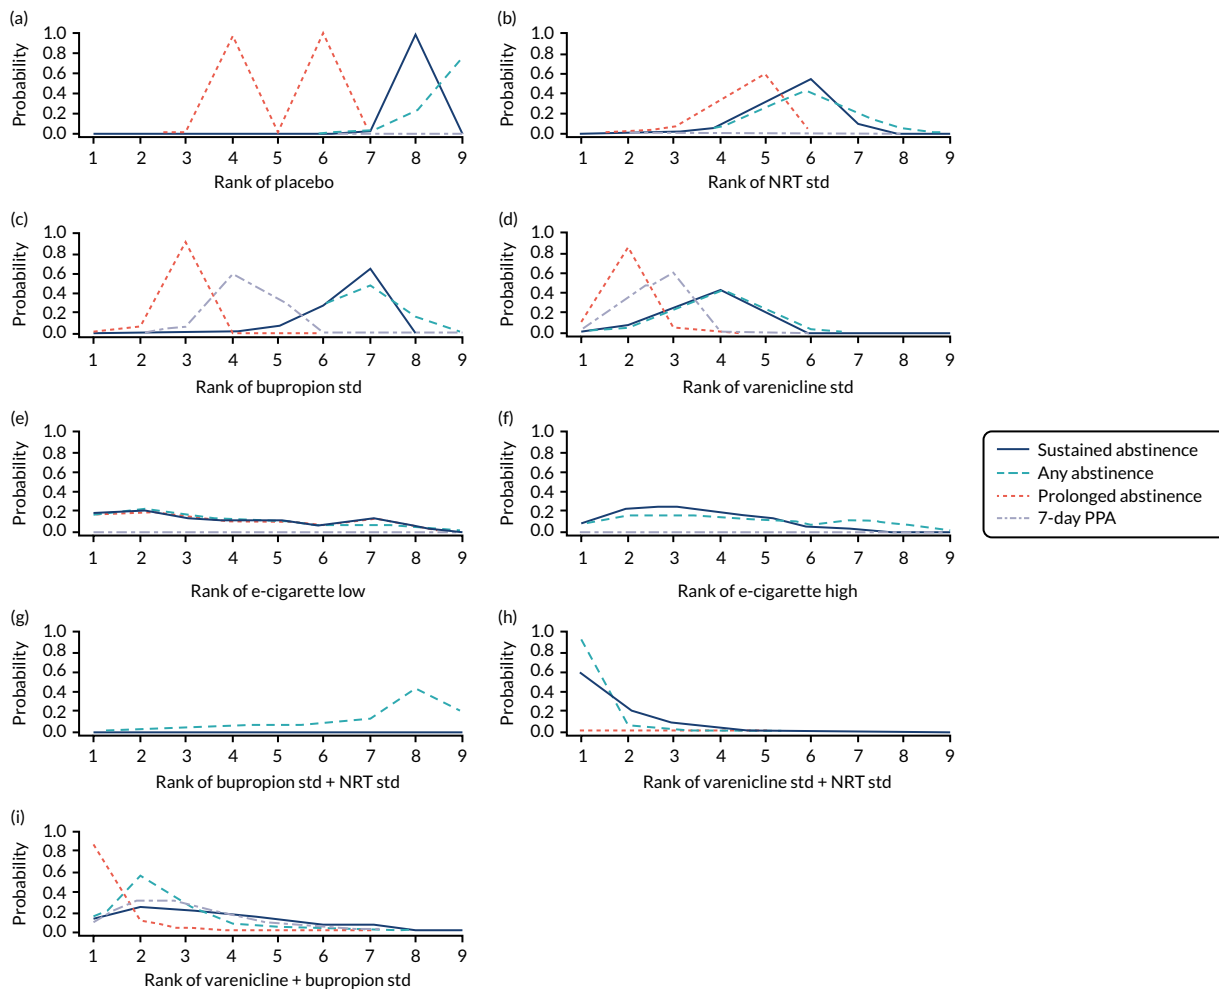 (a)
Probability
1.0
0.8
0.6
0.4
0.2
0.0
1 2 3 4 5 6 7 8 9
Rank of placebo
(b)
Probability
1.0
0.8
0.6
0.4
0.2
0.0
1 2 3 4 5 6 7 8 9
Rank of NRT std
(c)
Probability
1.0
0.8
0.6
0.4
0.2
0.0
1 2 3 4 5 6 7 8 9
Rank of bupropion std
(d)
Probability
1.0
0.8
0.6
0.4
0.2
0.0
1 2 3 4 5 6 7 8 9
Rank of varenicline std
(e)
Probability
1.0
0.8
0.6
0.4
0.2
0.0
1 2 3 4 5 6 7 8 9
Rank of e-cigarette low
(f)
Probability
1.0
0.8
0.6
0.4
0.2
0.0
1 2 3 4 5 6 7 8 9
Rank of e-cigarette high
Sustained abstinence
Any abstinence
Prolonged abstinence
7-day PPA
(g)
Probability
1.0
0.8
0.6
0.4
0.2
0.0
1 2 3 4 5 6 7 8 9
Rank of bupropion std + NRT std
(h)
Probability
1.0
0.8
0.6
0.4
0.2
0.0
1 2 3 4 5 6 7 8 9
Rank of varenicline std + NRT std
(i)
Probability
1.0
0.8
0.6
0.4
0.2
0.0
1 2 3 4 5 6 7 8 9
Rank of varenicline + bupropion std